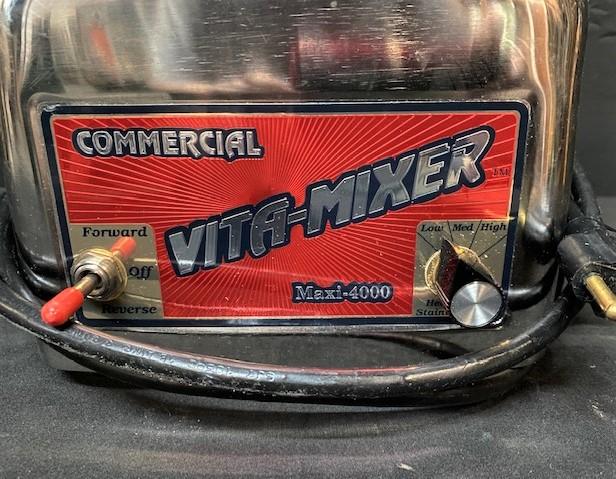 COMMERCIAL
VITA-MIXER
Maxi-4000
Forward
Off
Reverse
Low Med High